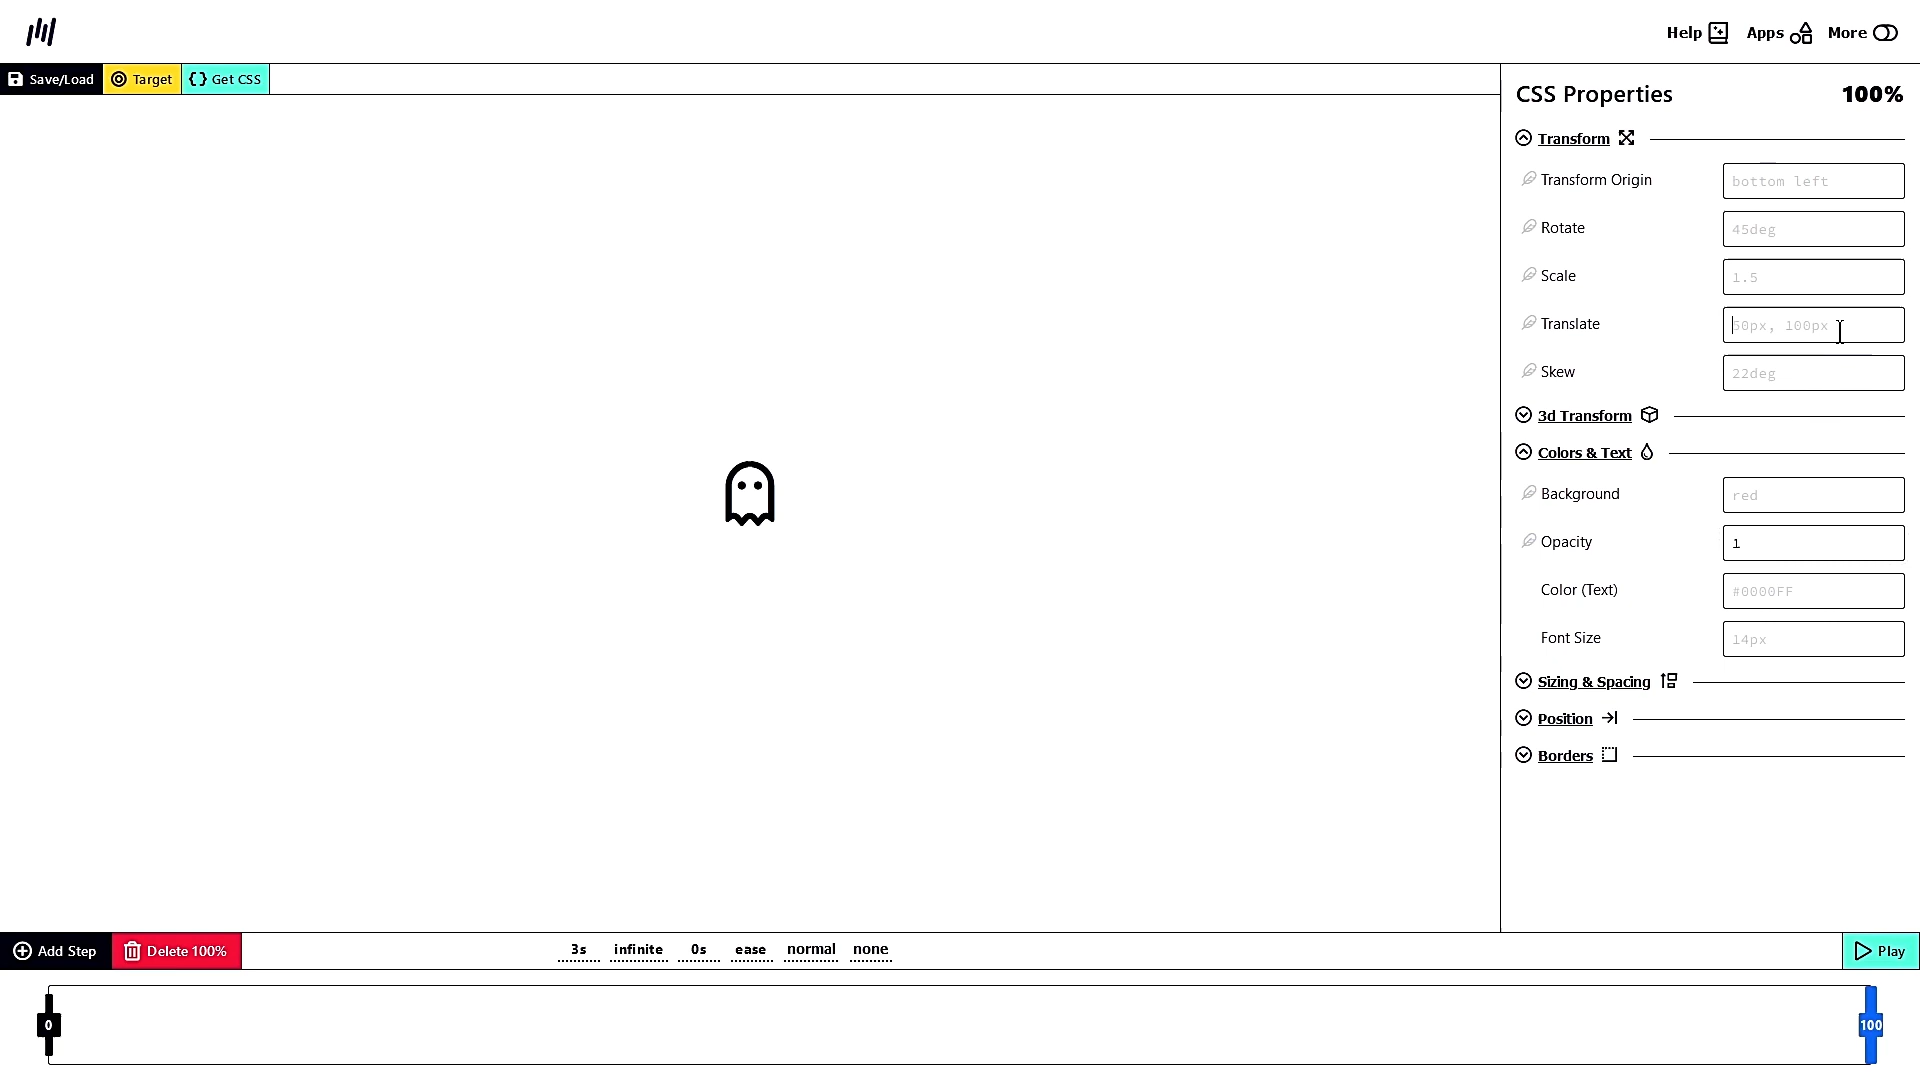 Help Apps More
Save/Load Target Get CSS
CSS Properties 100%
Transform
Transform Origin bottom left
Rotate 45deg
Scale 1.5
Translate 50px, 100px
Skew 22deg
3d Transform
Colors & Text
Background red
Opacity 1
Color (Text) #0000FF
Font Size 14px
Sizing & Spacing
Position
Borders
Add Step Delete 100% 3s infinite 0s ease normal none Play
0 100